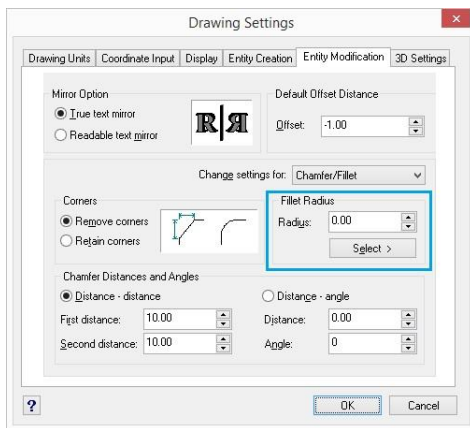 Drawing Settings
Drawing Units Coordinate Input Display Entity Creation Entity Modification 3D Settings
Mirror Option
True text mirror
Readable text mirror
R R
Default Offset Distance
Offset: -1.00
Change settings for: Chamfer/Fillet
Corners
Remove corners
Retain corners
Fillet Radius
Radius: 0.00
Select >
Chamfer Distances and Angles
Distance - distance
First distance: 10.00
Second distance: 10.00
Distance - angle
Distance: 0.00
Angle: 0
? OK Cancel